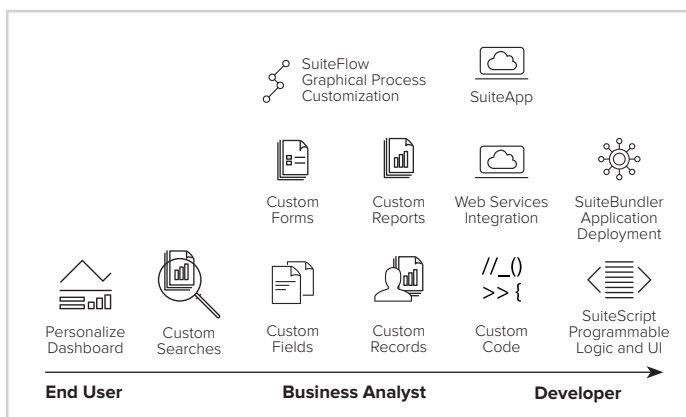 SuiteFlow
Graphical Process
Customization
SuiteApp
Custom
Forms
Custom
Reports
Web Services
Integration
SuiteBundler
Application
Deployment
//_()
>> {
Personalize
Dashboard
Custom
Searches
Custom
Fields
Custom
Records
Custom
Code
SuiteScript
Programmable
Logic and UI
End User
Business Analyst
Developer